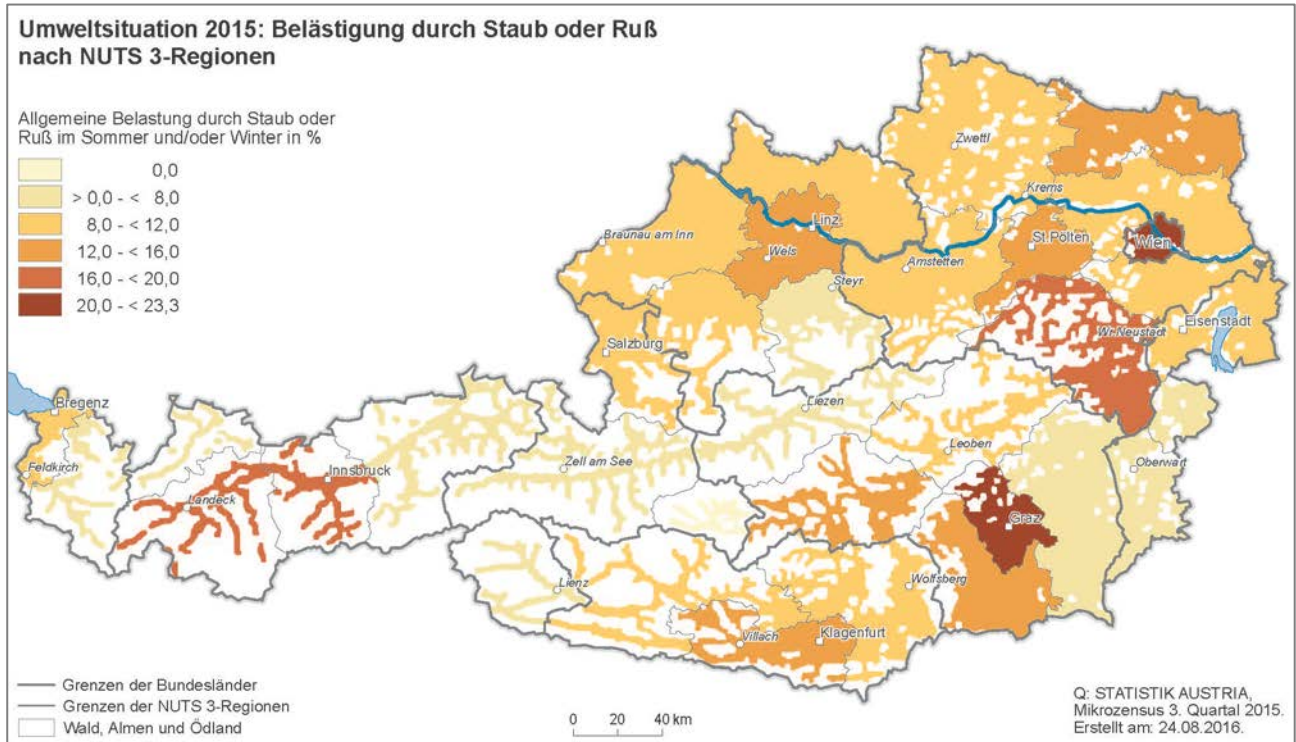 Umweltsituation 2015: Belästigung durch Staub oder Ruß
nach NUTS 3-Regionen
Allgemeine Belastung durch Staub oder
Ruß im Sommer und/oder Winter in %
0,0
> 0,0 - < 8,0
8,0 - < 12,0
12,0 - < 16,0
16,0 - < 20,0
20,0 - < 23,3
Zwettl
Krems
Linz
Braunau am Inn
Wels
St.Pölten
Wien
Amstetten
Steyr
Eisenstadt
Wr.Neustadt
Salzburg
Bregenz
Liezen
Leoben
Feldkirch
Innsbruck
Zell am See
Oberwart
Landeck
Graz
Lienz
Wolfsberg
Villach
Klagenfurt
Grenzen der Bundesländer
Grenzen der NUTS 3-Regionen
Wald, Almen und Ödland
0 20 40 km
Q: STATISTIK AUSTRIA,
Mikrozensus 3. Quartal 2015.
Erstellt am: 24.08.2016.